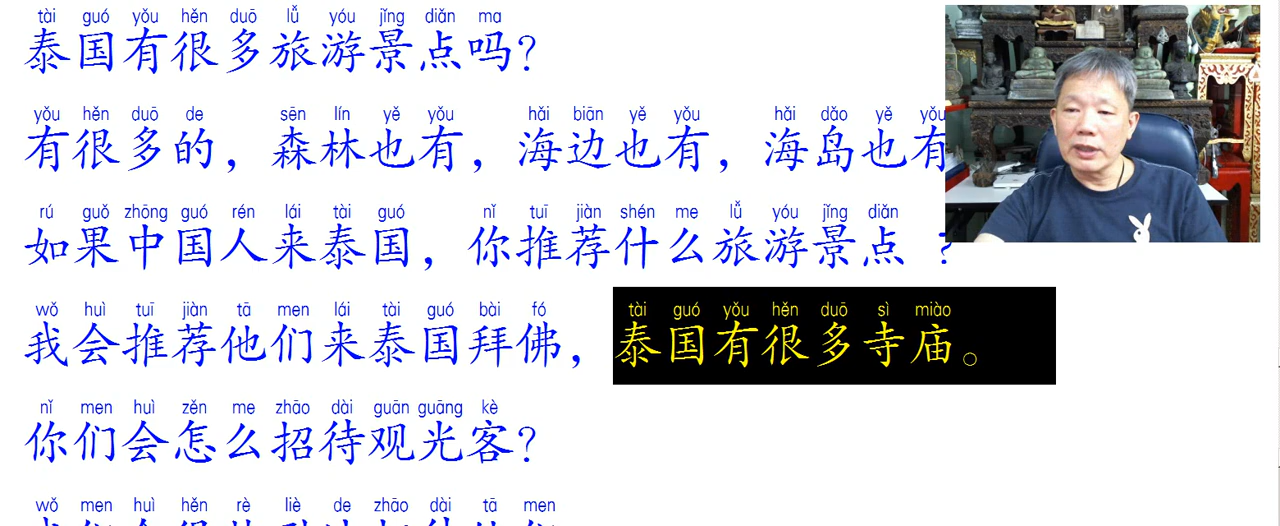 tài guó yǒu hěn duō lǚ yóu jǐng diǎn ma
泰国有很多旅游景点吗？
yǒu hěn duō de sēn lín yě yǒu hǎi biān yě yǒu hǎi dǎo yě yǒu
有很多的，森林也有，海边也有，海岛也有
rú guǒ zhōng guó rén lái tài guó nǐ tuī jiàn shén me lǚ yóu jǐng diǎn
如果中国人来泰国，你推荐什么旅游景点？
wǒ huì tuī jiàn tā men lái tài guó bài fó tài guó yǒu hěn duō sì miào
我会推荐他们来泰国拜佛，泰国有很多寺庙。
nǐ men huì zěn me zhāo dài guān guāng kè
你们会怎么招待观光客？
wǒ men huì hěn rè liè de zhāo dài tā men